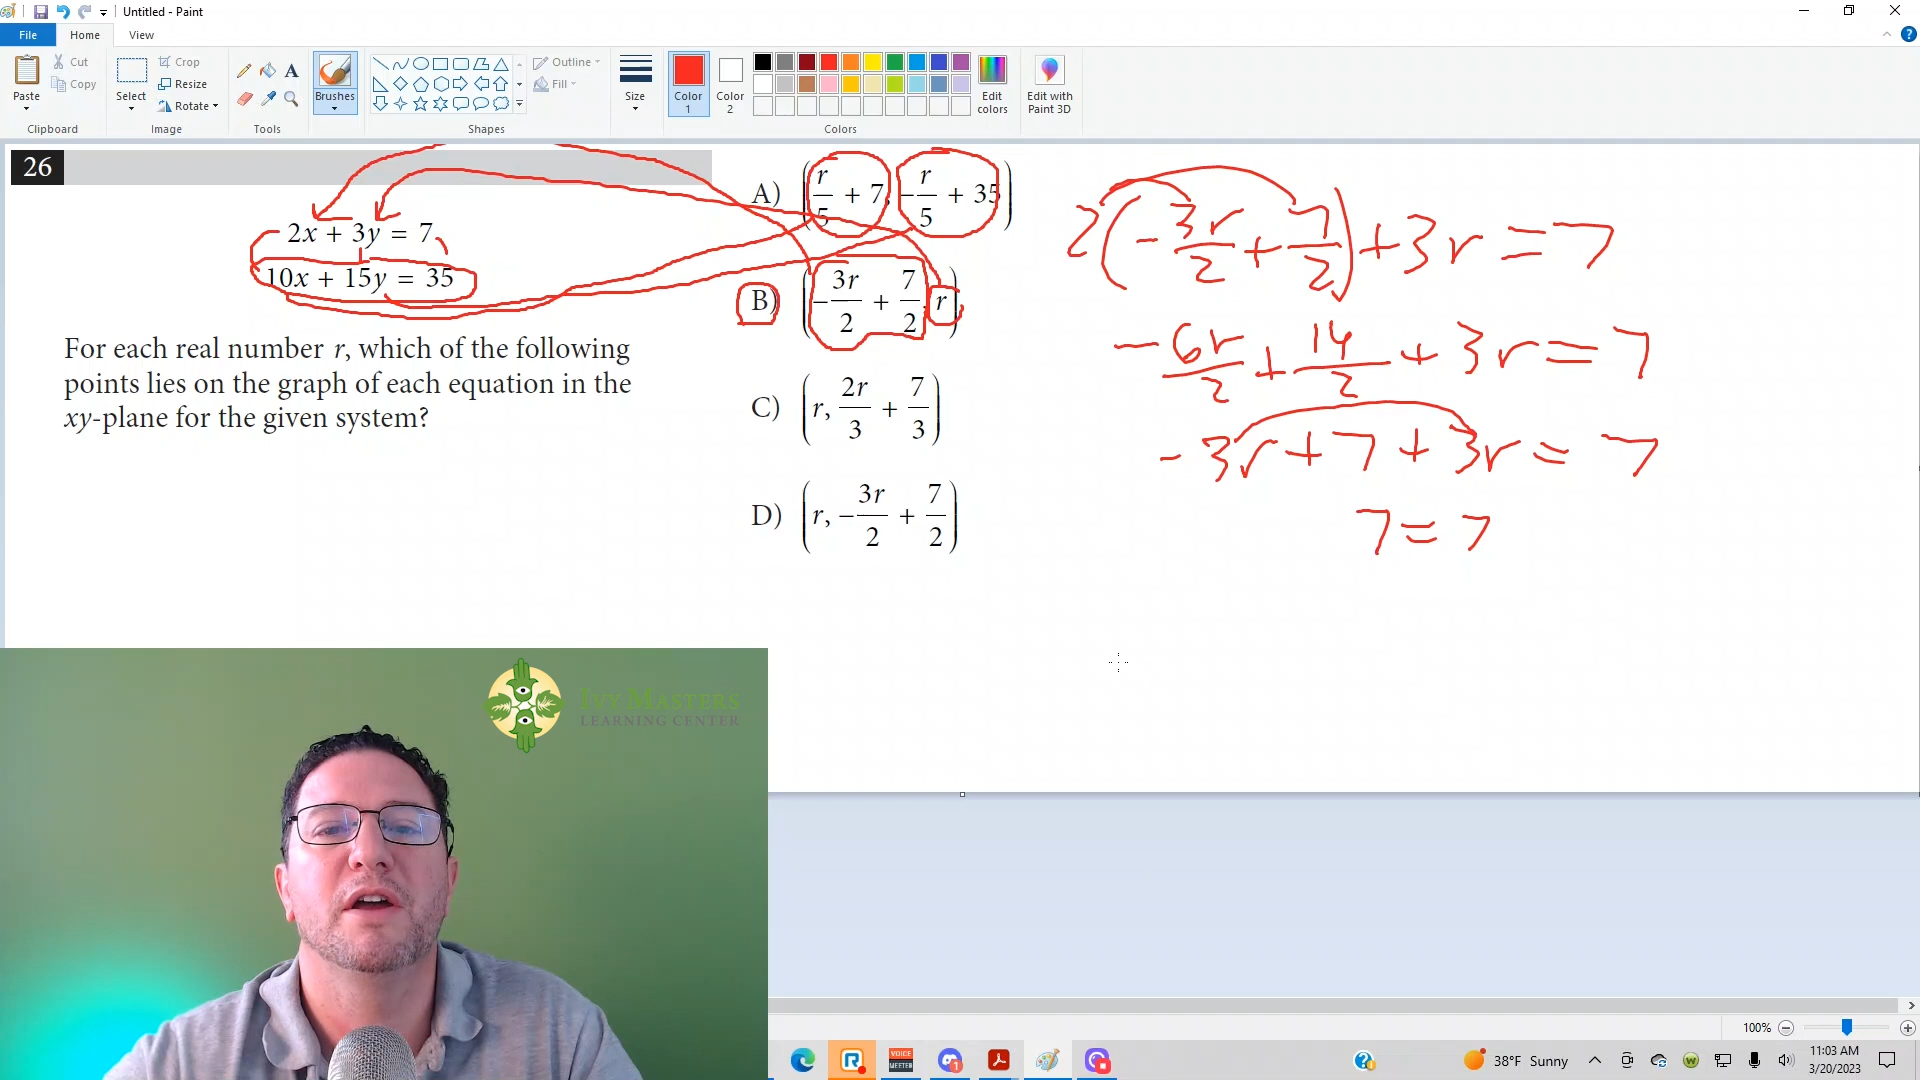 Untitled - Paint
File Home View
Paste
Cut
Copy
Clipboard
Select
Crop
Resize
Rotate
Image
Tools
Brushes
Outline
Fill
Shapes
Size
Color 1
Color 2
Edit colors
Edit with Paint 3D
Colors
26
2x + 3y = 7
10x + 15y = 35
For each real number r, which of the following
points lies on the graph of each equation in the
xy-plane for the given system?
A) (r/5 + 7, -r/5 + 35)
B) (-3r/2 + 7/2, r)
C) (r, 2r/3 + 7/3)
D) (r, -3r/2 + 7/2)
2(-3r/2 + 7/2) + 3r = 7
-6r/2 + 14/2 + 3r = 7
-3r + 7 + 3r = 7
7 = 7
IVY MASTERS
LEARNING CENTER
100%
VOICE
MEETER
38°F Sunny
11:03 AM
3/20/2023